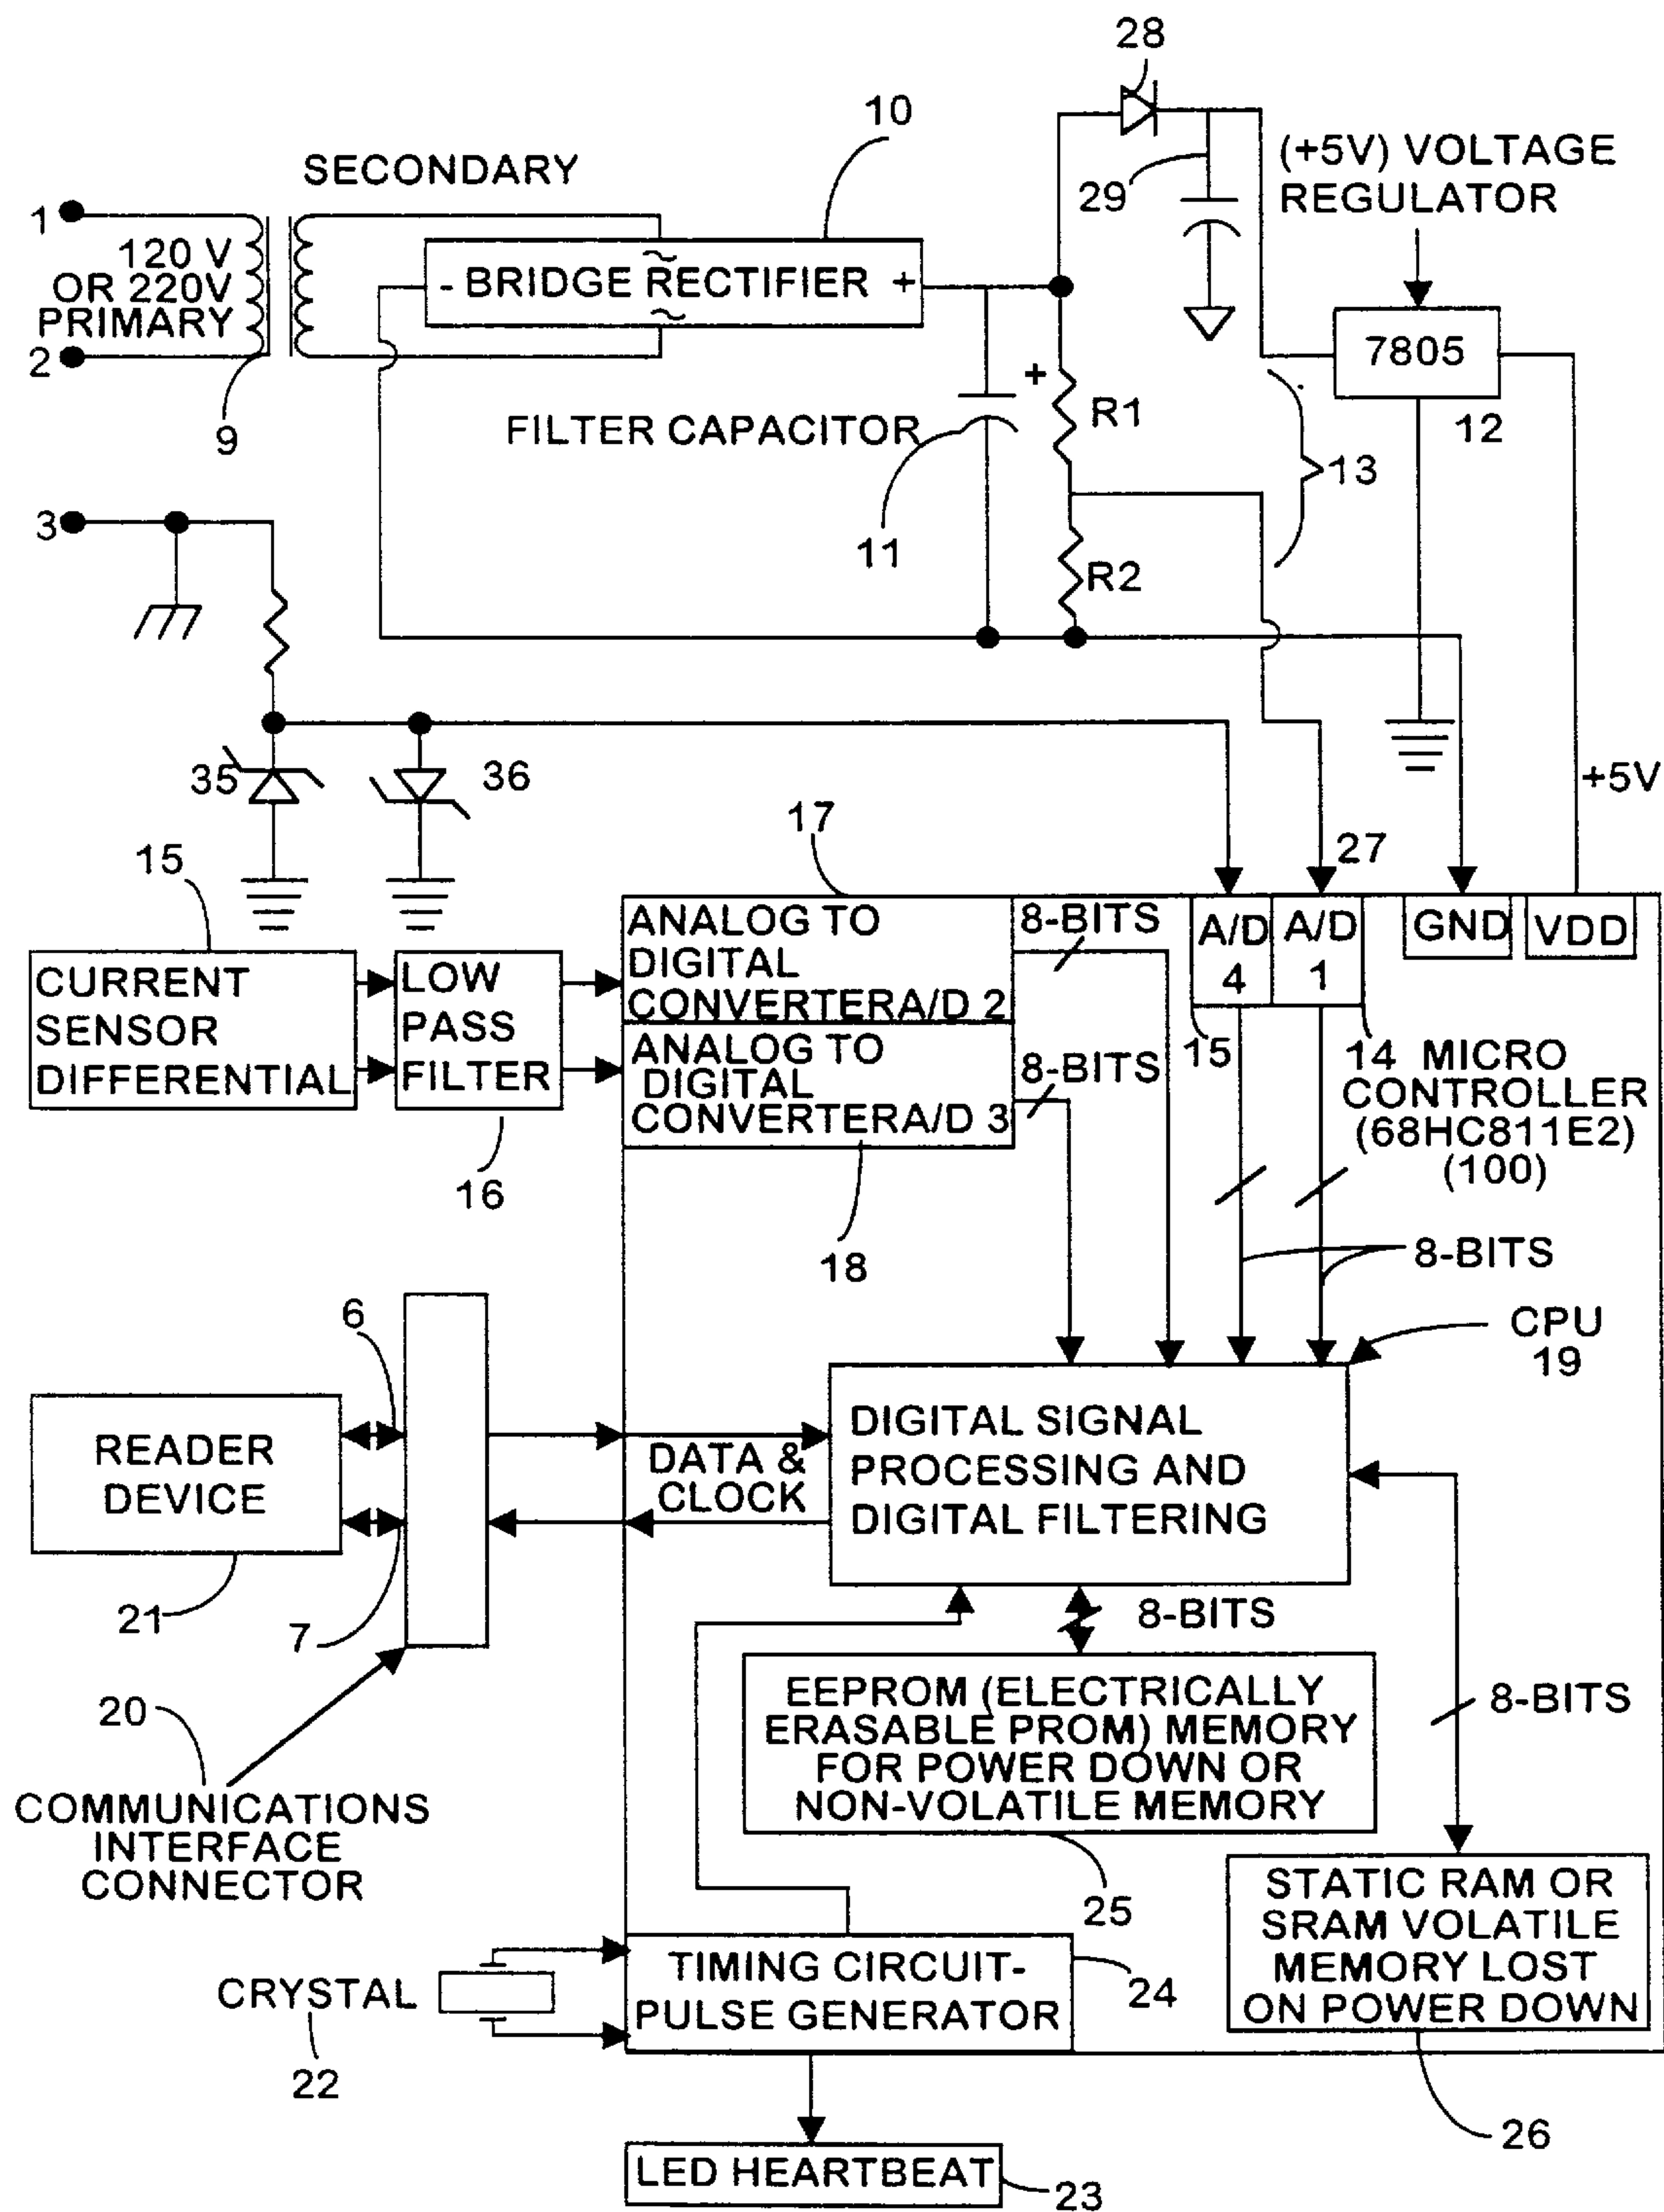 28
10
SECONDARY
(+5V) VOLTAGE
REGULATOR
29
1
120 V
OR 220V
PRIMARY
2
~
- BRIDGE RECTIFIER +
~
7805
12
9
+
R1
FILTER CAPACITOR
13
11
3
R2
35
36
+5V
17
27
15
ANALOG TO
DIGITAL
CONVERTERA/D 2
8-BITS
A/D
4
A/D
1
GND
VDD
CURRENT
SENSOR
DIFFERENTIAL
LOW
PASS
FILTER
ANALOG TO
DIGITAL
CONVERTERA/D 3
8-BITS
15
14 MICRO
CONTROLLER
(68HC811E2)
(100)
16
18
8-BITS
6
CPU
19
READER
DEVICE
DATA &
CLOCK
DIGITAL SIGNAL
PROCESSING AND
DIGITAL FILTERING
21
7
8-BITS
20
COMMUNICATIONS
INTERFACE
CONNECTOR
EEPROM (ELECTRICALLY
ERASABLE PROM) MEMORY
FOR POWER DOWN OR
NON-VOLATILE MEMORY
8-BITS
25
STATIC RAM OR
SRAM VOLATILE
MEMORY LOST
ON POWER DOWN
CRYSTAL
22
TIMING CIRCUIT-
PULSE GENERATOR
24
26
LED HEARTBEAT
23